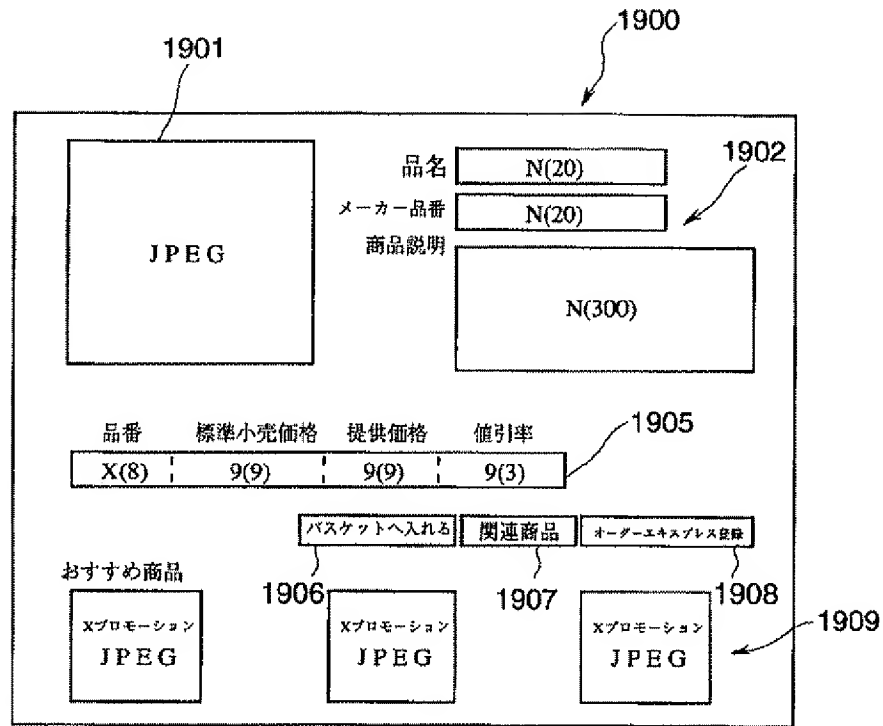 1900
1901
品名 N(20)
1902
メーカー品番 N(20)
商品説明
JPEG
N(300)
品番 標準小売価格 提供価格 値引率
1905
X(8) 9(9) 9(9) 9(3)
バスケットへ入れる 関連商品 オーダーエキスプレス登録
おすすめ商品
1906
1907
1908
Xプロモーション Xプロモーション Xプロモーション
1909
JPEG JPEG JPEG